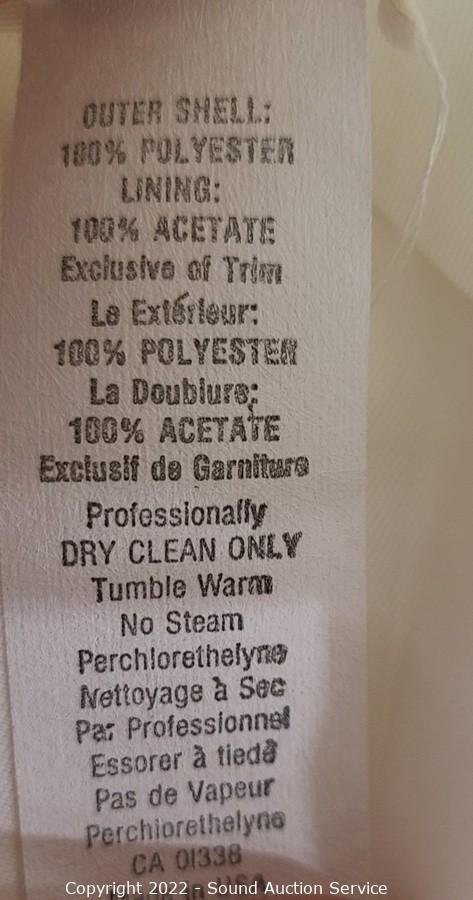 OUTER SHELL:
100% POLYESTER
LINING:
100% ACETATE
Exclusive of Trim
Le Extérieur:
100% POLYESTER
La Doublure:
100% ACETATE
Exclusif de Garniture
Professionally
DRY CLEAN ONLY
Tumble Warm
No Steam
Perchlorethelyne
Nettoyage à Sec
Par Professionnel
Essorer à tiedà
Pas de Vapeur
Perchlorethelyne
CA 01338
Copyright 2022 - Sound Auction Service